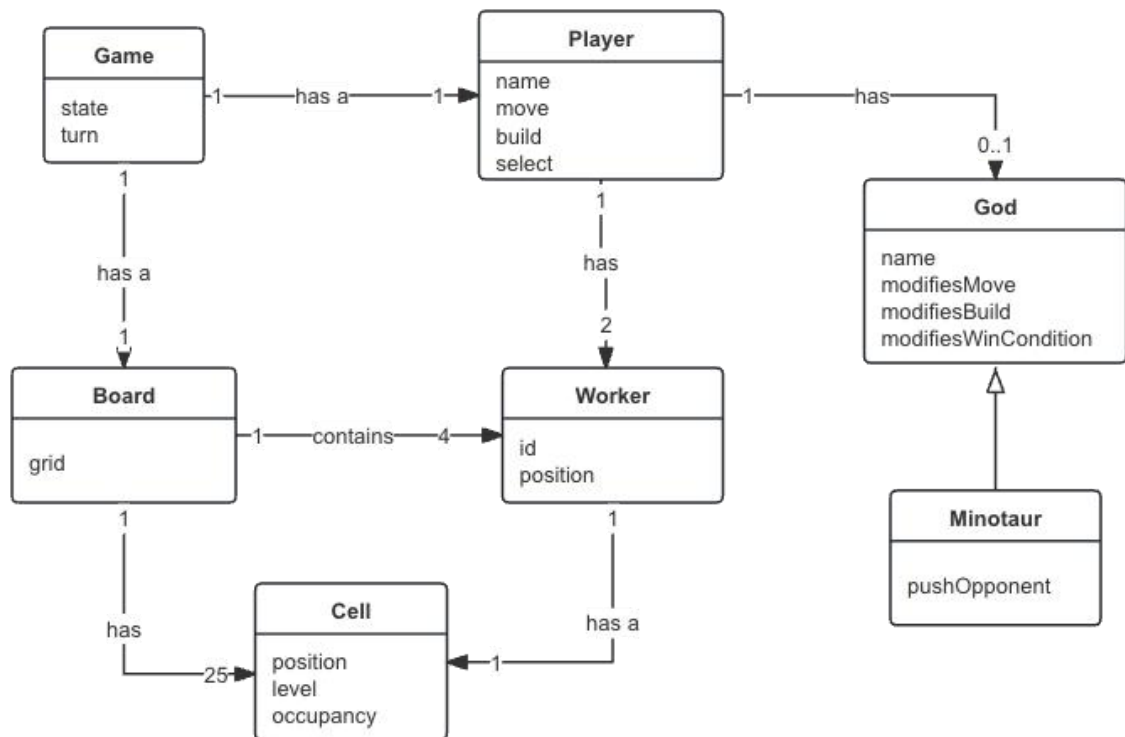 Game
state
turn
1
has a
1
Player
name
move
build
select
1
has
0..1
God
name
modifiesMove
modifiesBuild
modifiesWinCondition
1
has a
1
1
has
2
Board
grid
1
contains
4
Worker
id
position
Minotaur
pushOpponent
1
has
25
Cell
position
level
occupancy
1
has a
1